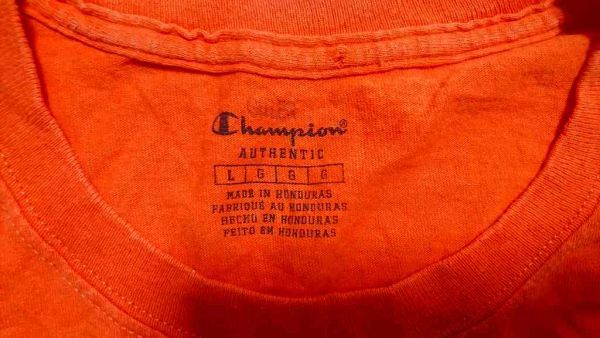 Champion®
AUTHENTIC
L G G G
MADE IN HONDURAS
FABRIQUÉ AU HONDURAS
HECHO EN HONDURAS
FEITO EM HONDURAS